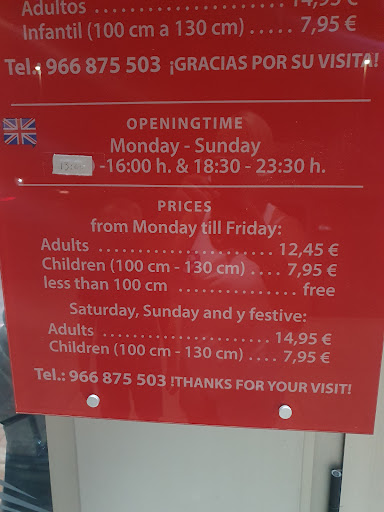 Adultos .................... 14,95 €
Infantil (100 cm a 130 cm) ..... 7,95 €
Tel.: 966 875 503 ¡GRACIAS POR SU VISITA!
OPENINGTIME
Monday - Sunday
-16:00 h. & 18:30 - 23:30 h.
PRICES
from Monday till Friday:
Adults .................... 12,45 €
Children (100 cm - 130 cm) .... 7,95 €
less than 100 cm .................. free
Saturday, Sunday and y festive:
Adults .......................... 14,95 €
Children (100 cm - 130 cm) .... 7,95 €
Tel.: 966 875 503 !THANKS FOR YOUR VISIT!